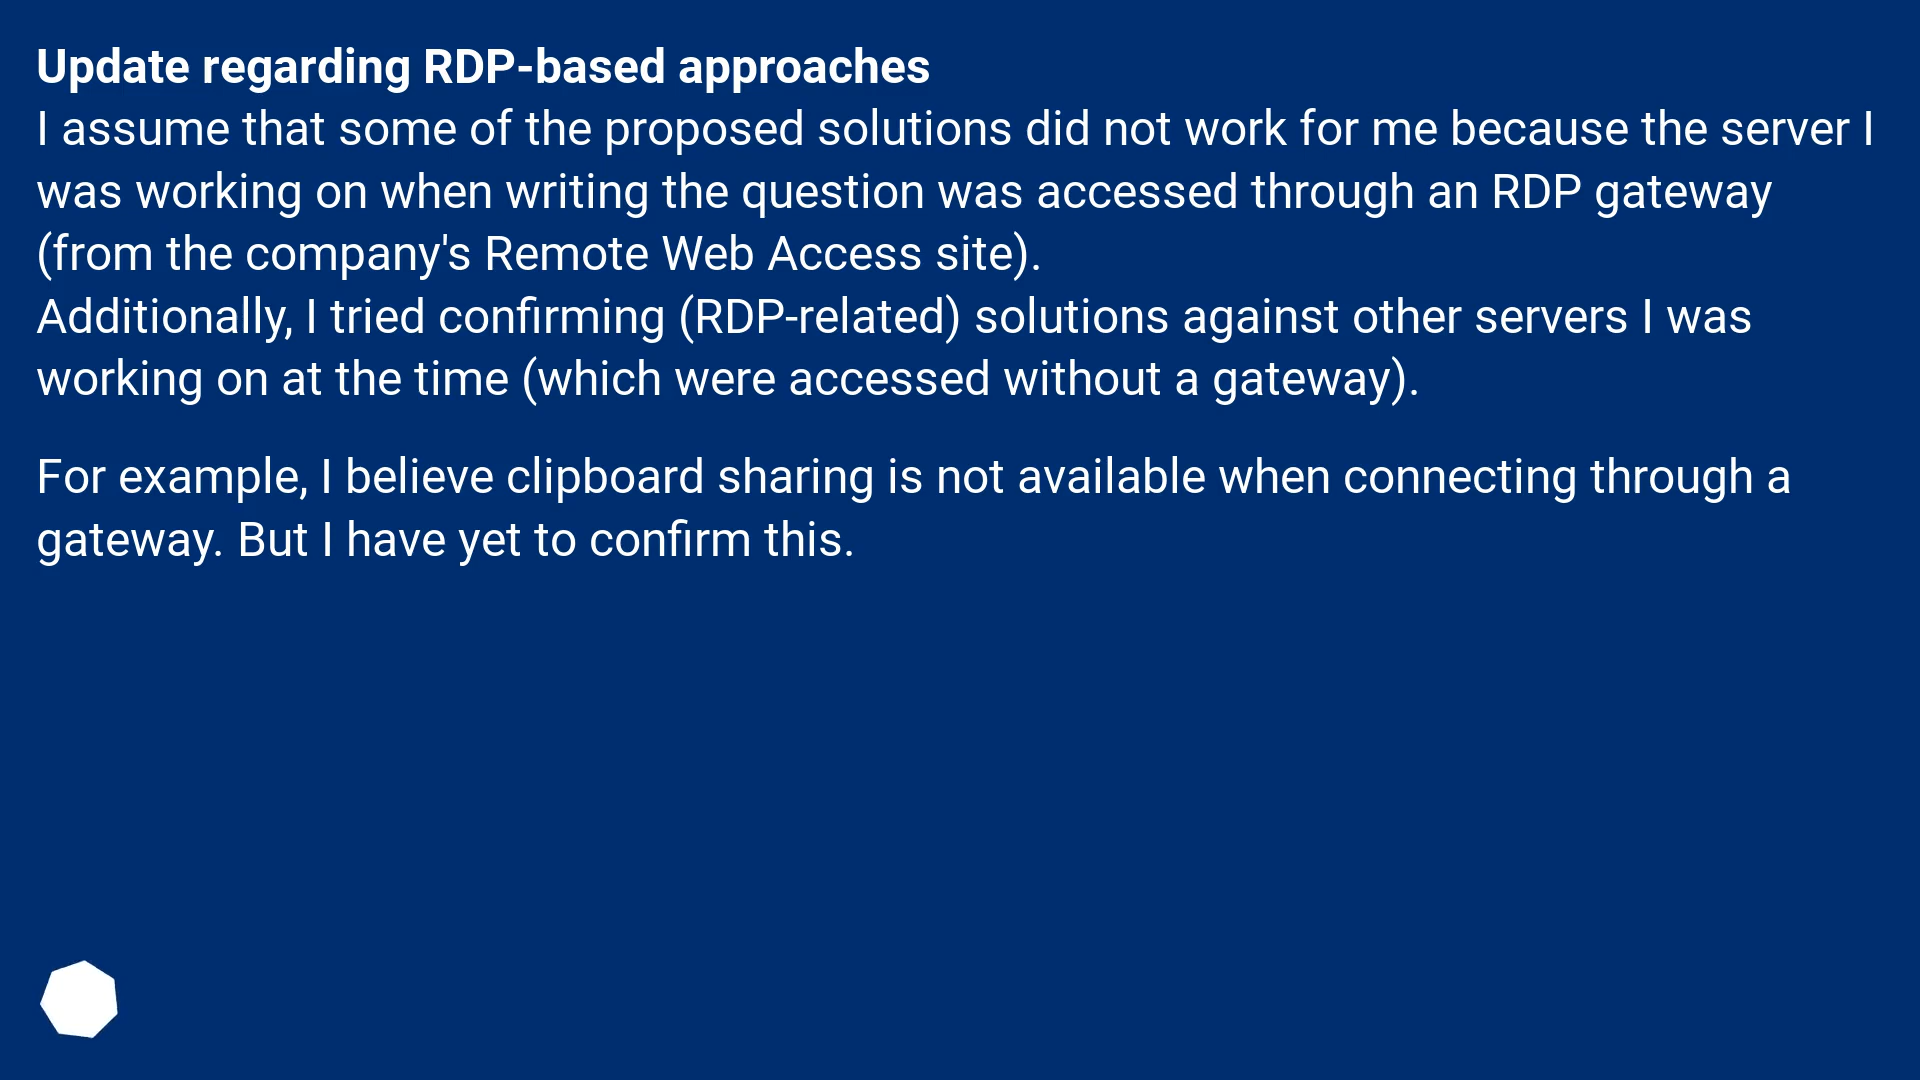 Update regarding RDP-based approaches
I assume that some of the proposed solutions did not work for me because the server I
was working on when writing the question was accessed through an RDP gateway
(from the company's Remote Web Access site).
Additionally, I tried confirming (RDP-related) solutions against other servers I was
working on at the time (which were accessed without a gateway).
For example, I believe clipboard sharing is not available when connecting through a
gateway. But I have yet to confirm this.